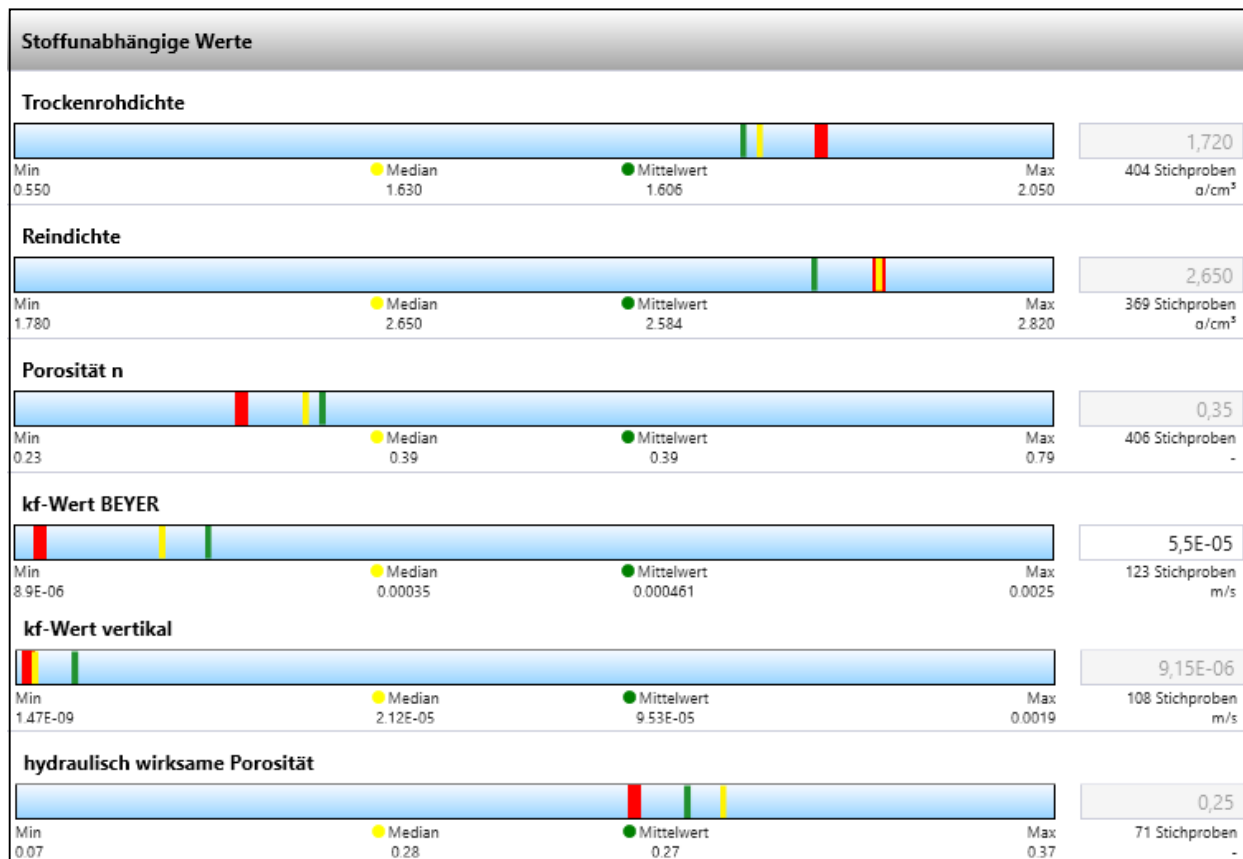 Stoffunabhängige Werte
Trockenrohdichte
1,720
Min Median Mittelwert Max 404 Stichproben
0.550 1.630 1.606 2.050 g/cm³
Reindichte
2,650
Min Median Mittelwert Max 369 Stichproben
1.780 2.650 2.584 2.820 g/cm³
Porosität n
0,35
Min Median Mittelwert Max 406 Stichproben
0.23 0.39 0.39 0.79 -
kf-Wert BEYER
5,5E-05
Min Median Mittelwert Max 123 Stichproben
8.9E-06 0.00035 0.000461 0.0025 m/s
kf-Wert vertikal
9,15E-06
Min Median Mittelwert Max 108 Stichproben
1.47E-09 2.12E-05 9.53E-05 0.0019 m/s
hydraulisch wirksame Porosität
0,25
Min Median Mittelwert Max 71 Stichproben
0.07 0.28 0.27 0.37 -